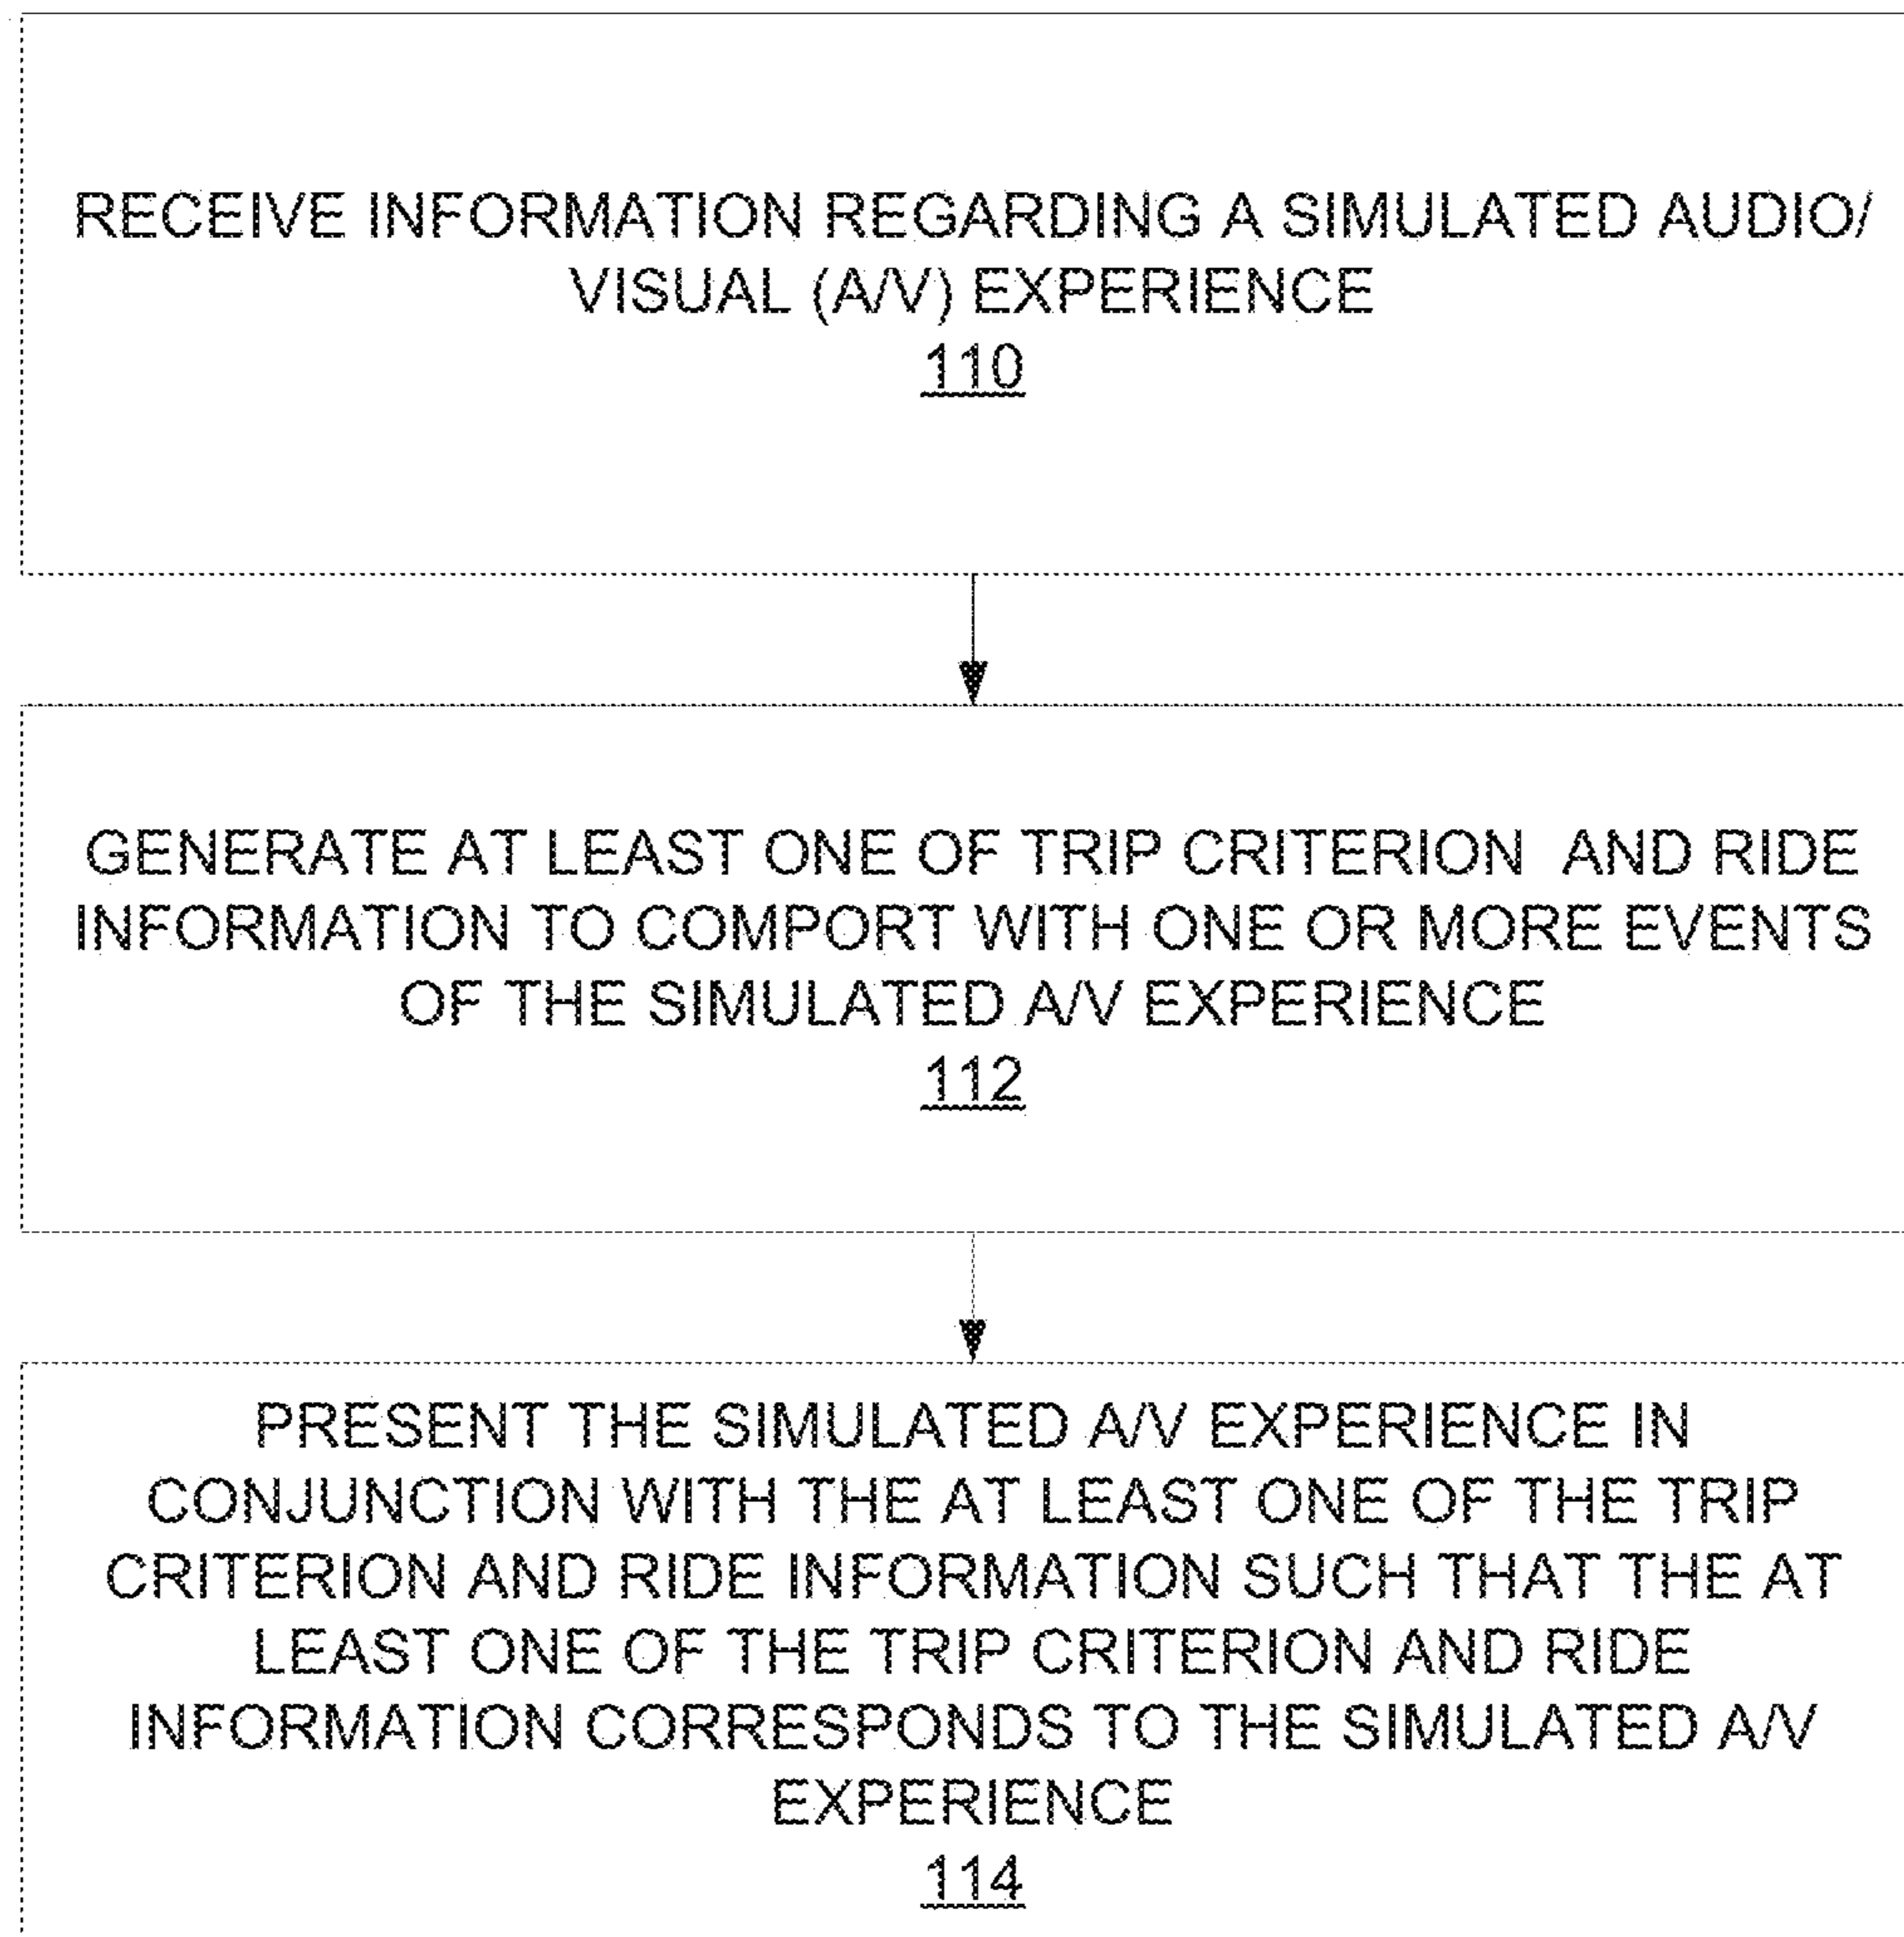 RECEIVE INFORMATION REGARDING A SIMULATED AUDIO/
VISUAL (A/V) EXPERIENCE
110
GENERATE AT LEAST ONE OF TRIP CRITERION AND RIDE
INFORMATION TO COMPORT WITH ONE OR MORE EVENTS
OF THE SIMULATED A/V EXPERIENCE
112
PRESENT THE SIMULATED A/V EXPERIENCE IN
CONJUNCTION WITH THE AT LEAST ONE OF THE TRIP
CRITERION AND RIDE INFORMATION SUCH THAT THE AT
LEAST ONE OF THE TRIP CRITERION AND RIDE
INFORMATION CORRESPONDS TO THE SIMULATED A/V
EXPERIENCE
114